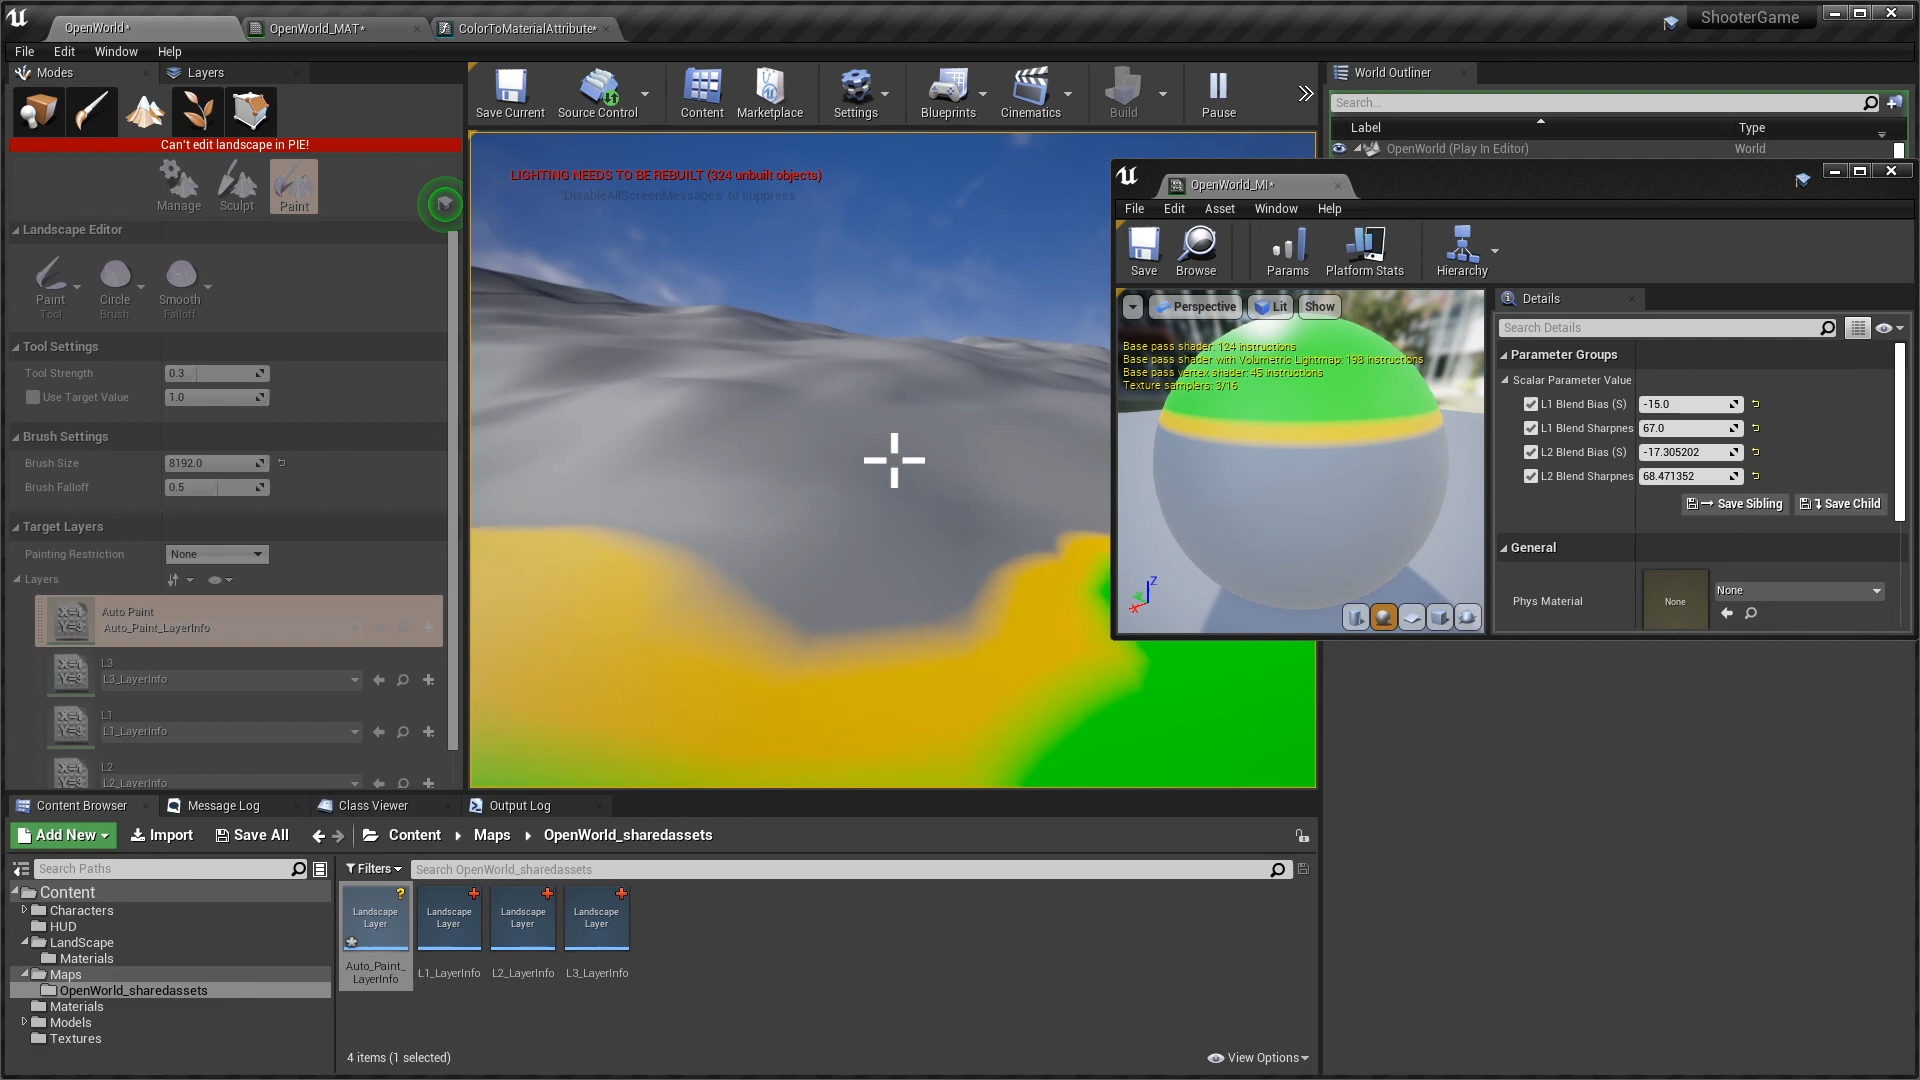 OpenWorld*
OpenWorld_MAT*
ColorToMaterialAttribute*
ShooterGame
File Edit Window Help
Modes
Layers
Can't edit landscape in PIE!
Manage
Sculpt
Paint
Landscape Editor
Paint Tool
Circle Brush
Smooth Falloff
Tool Settings
Tool Strength 0.3
Use Target Value 1.0
Brush Settings
Brush Size 8192.0
Brush Falloff 0.5
Target Layers
Painting Restriction None
Layers
Auto Paint
Auto_Paint_LayerInfo
L3
L3_LayerInfo
L1
L1_LayerInfo
L2
L2_LayerInfo
Save Current
Source Control
Content
Marketplace
Settings
Blueprints
Cinematics
Build
Pause
LIGHTING NEEDS TO BE REBUILT (324 unbuilt objects)
'DisableAllScreenMessages' to suppress
World Outliner
Search...
Label Type
OpenWorld (Play In Editor) World
OpenWorld_MI*
File Edit Asset Window Help
Save
Browse
Params
Platform Stats
Hierarchy
Perspective Lit Show
Base pass shader: 124 instructions
Base pass shader with Volumetric Lightmap: 198 instructions
Base pass vertex shader: 45 instructions
Texture samplers: 3/16
Z
X
Details
Search Details
Parameter Groups
Scalar Parameter Value
L1 Blend Bias (S) -15.0
L1 Blend Sharpnes 67.0
L2 Blend Bias (S) -17.305202
L2 Blend Sharpnes 68.471352
Save Sibling Save Child
General
Phys Material None None
Content Browser
Message Log
Class Viewer
Output Log
Add New Import Save All Content Maps OpenWorld_sharedassets
Search Paths
Filters Search OpenWorld_sharedassets
Content
Characters
HUD
LandScape
Materials
Maps
OpenWorld_sharedassets
Materials
Models
Textures
Landscape Layer
Landscape Layer
Landscape Layer
Landscape Layer
Auto_Paint_LayerInfo
L1_LayerInfo
L2_LayerInfo
L3_LayerInfo
4 items (1 selected)
View Options